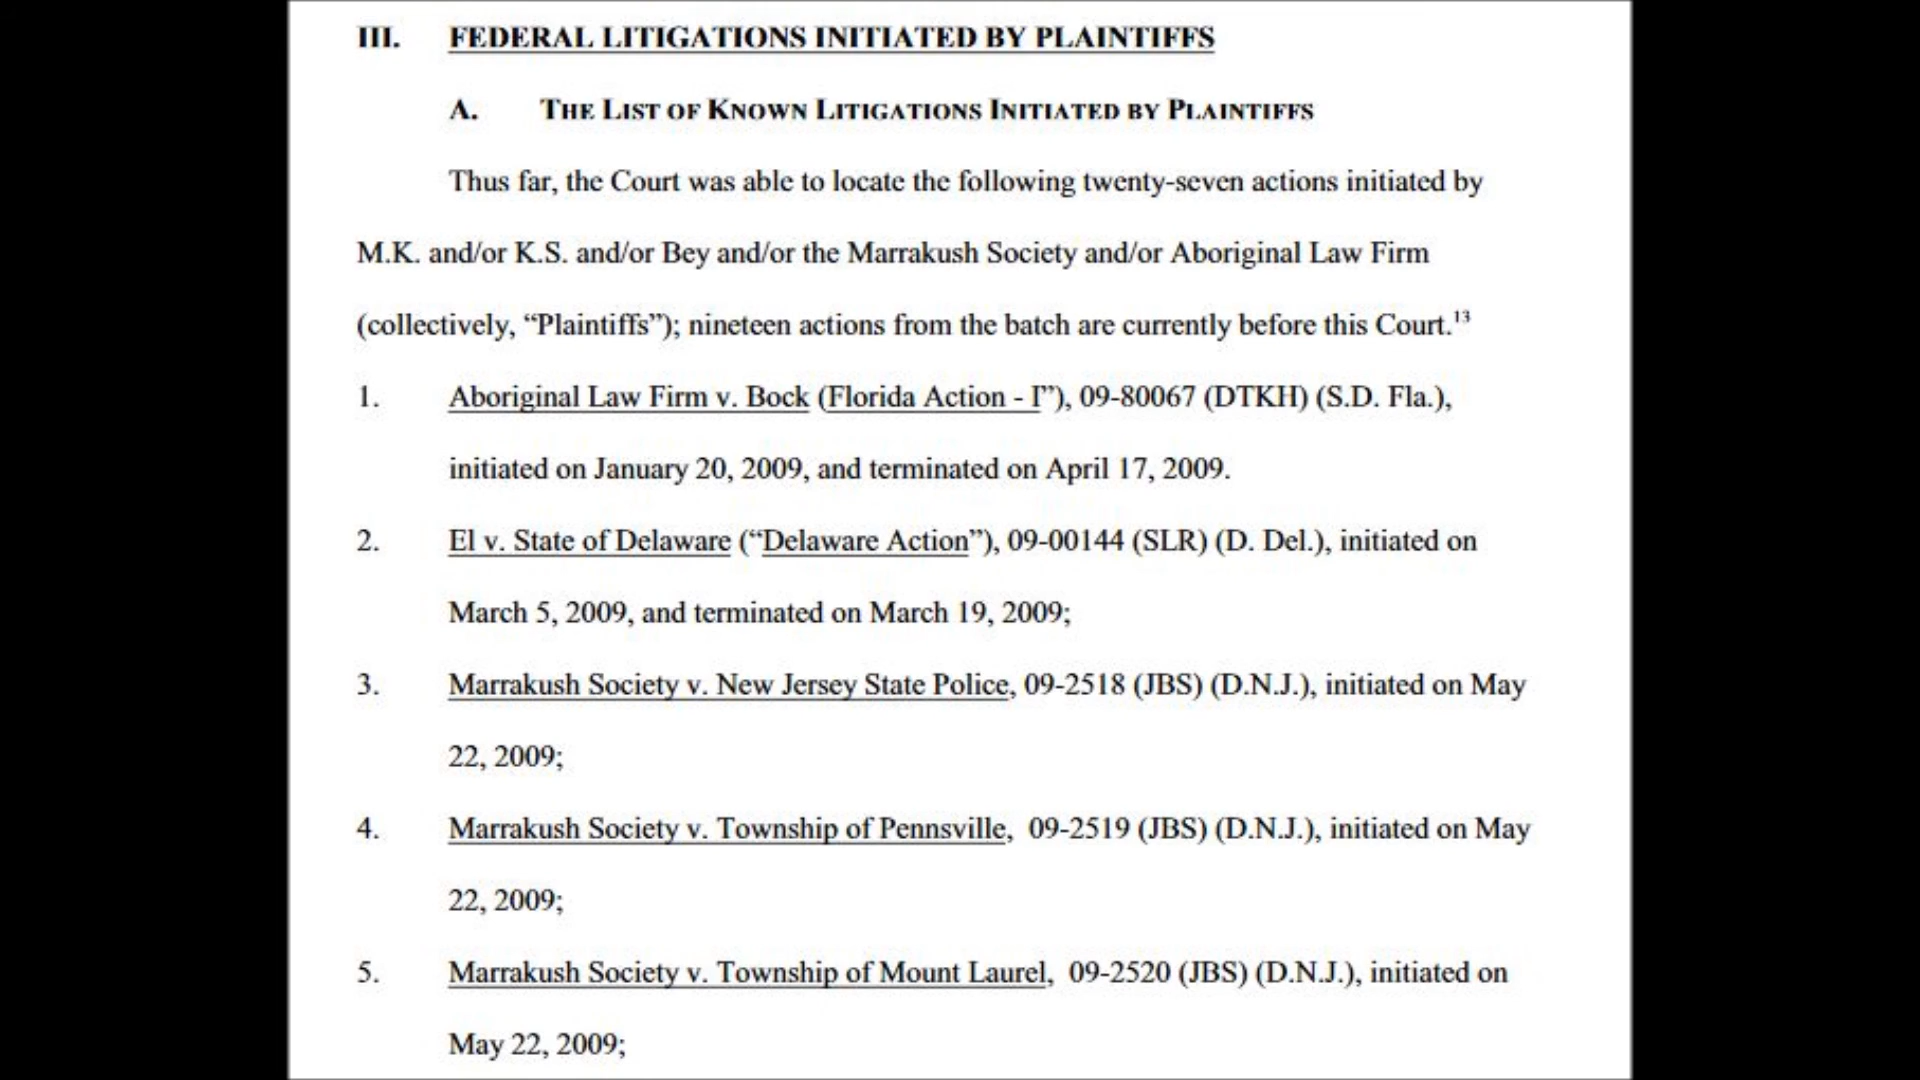 III. FEDERAL LITIGATIONS INITIATED BY PLAINTIFFS
A. THE LIST OF KNOWN LITIGATIONS INITIATED BY PLAINTIFFS
Thus far, the Court was able to locate the following twenty-seven actions initiated by
M.K. and/or K.S. and/or Bey and/or the Marrakush Society and/or Aboriginal Law Firm
(collectively, “Plaintiffs”); nineteen actions from the batch are currently before this Court.13
1. Aboriginal Law Firm v. Bock (Florida Action - I”), 09-80067 (DTKH) (S.D. Fla.),
initiated on January 20, 2009, and terminated on April 17, 2009.
2. El v. State of Delaware (“Delaware Action”), 09-00144 (SLR) (D. Del.), initiated on
March 5, 2009, and terminated on March 19, 2009;
3. Marrakush Society v. New Jersey State Police, 09-2518 (JBS) (D.N.J.), initiated on May
22, 2009;
4. Marrakush Society v. Township of Pennsville, 09-2519 (JBS) (D.N.J.), initiated on May
22, 2009;
5. Marrakush Society v. Township of Mount Laurel, 09-2520 (JBS) (D.N.J.), initiated on
May 22, 2009;